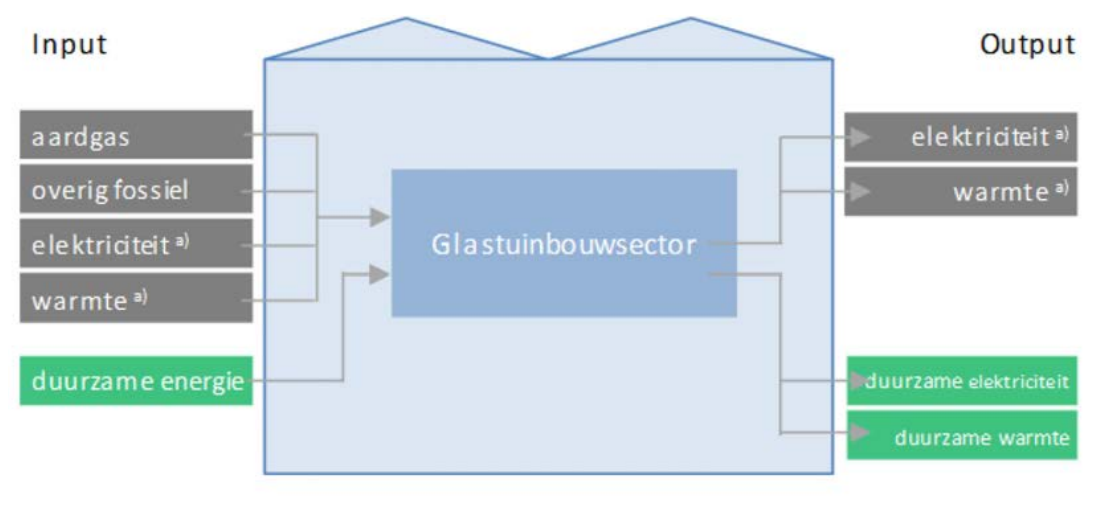 Input
Output
aardgas
overig fossiel
elektriciteit a)
warmte a)
duurzame energie
Glastuinbouwsector
elektriciteit a)
warmte a)
duurzame elektriciteit
duurzame warmte